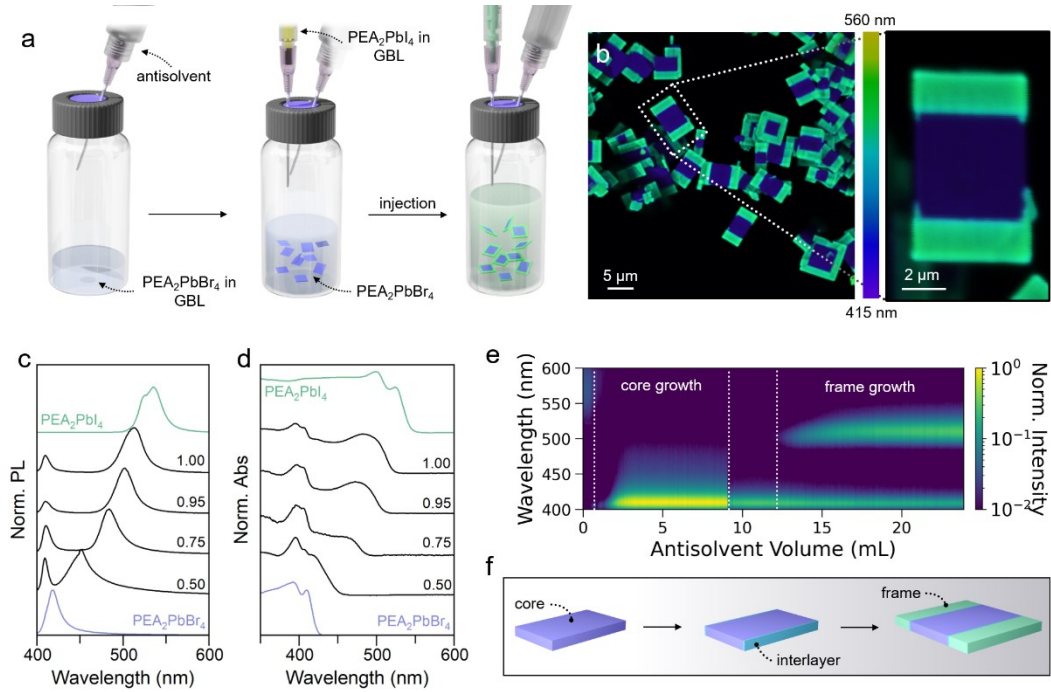 a
antisolvent
PEA₂PbBr₄ in
GBL
PEA₂PbI₄ in
GBL
PEA₂PbBr₄
injection
b
5 µm
560 nm
415 nm
2 µm
c
Norm. PL
PEA₂PbI₄
1.00
0.95
0.75
0.50
PEA₂PbBr₄
400 500 600
Wavelength (nm)
d
Norm. Abs
PEA₂PbI₄
1.00
0.95
0.75
0.50
PEA₂PbBr₄
400 500 600
Wavelength (nm)
e
Wavelength (nm)
600
550
500
450
400
core growth
frame growth
0 5 10 15 20
Antisolvent Volume (mL)
10⁰
10⁻¹
10⁻²
Norm. Intensity
f
core
interlayer
frame